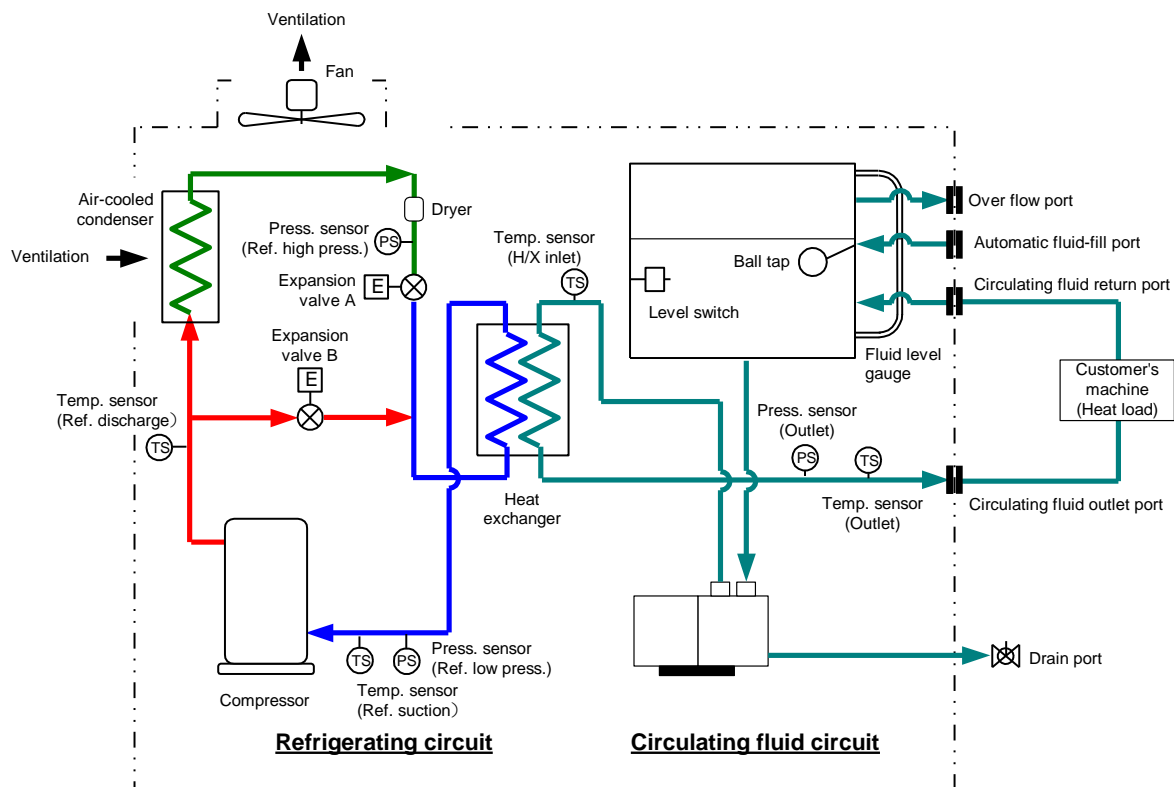 Ventilation
Fan
Air-cooled
condenser
Dryer
Press. sensor
(Ref. high press.)
PS
Ventilation
Expansion
valve A
E
Temp. sensor
(H/X inlet)
TS
Ball tap
Level switch
Over flow port
Automatic fluid-fill port
Circulating fluid return port
Fluid level
gauge
Customer's
machine
(Heat load)
Expansion
valve B
E
Temp. sensor
(Ref. discharge）
TS
Heat
exchanger
Press. sensor
(Outlet)
PS
TS
Temp. sensor
(Outlet)
Circulating fluid outlet port
TS
PS
Press. sensor
(Ref. low press.)
Temp. sensor
(Ref. suction）
Compressor
Drain port
Refrigerating circuit
Circulating fluid circuit